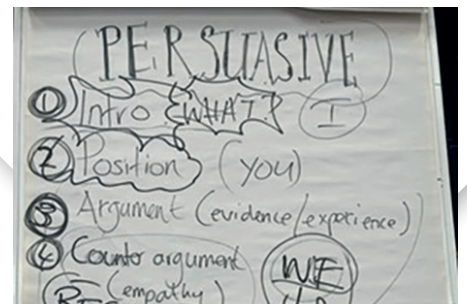 PERSUASIVE
① Intro & WHAT? I
② Position (you)
③ Argument (evidence/experience)
④ Counter argument WE
(empathy)